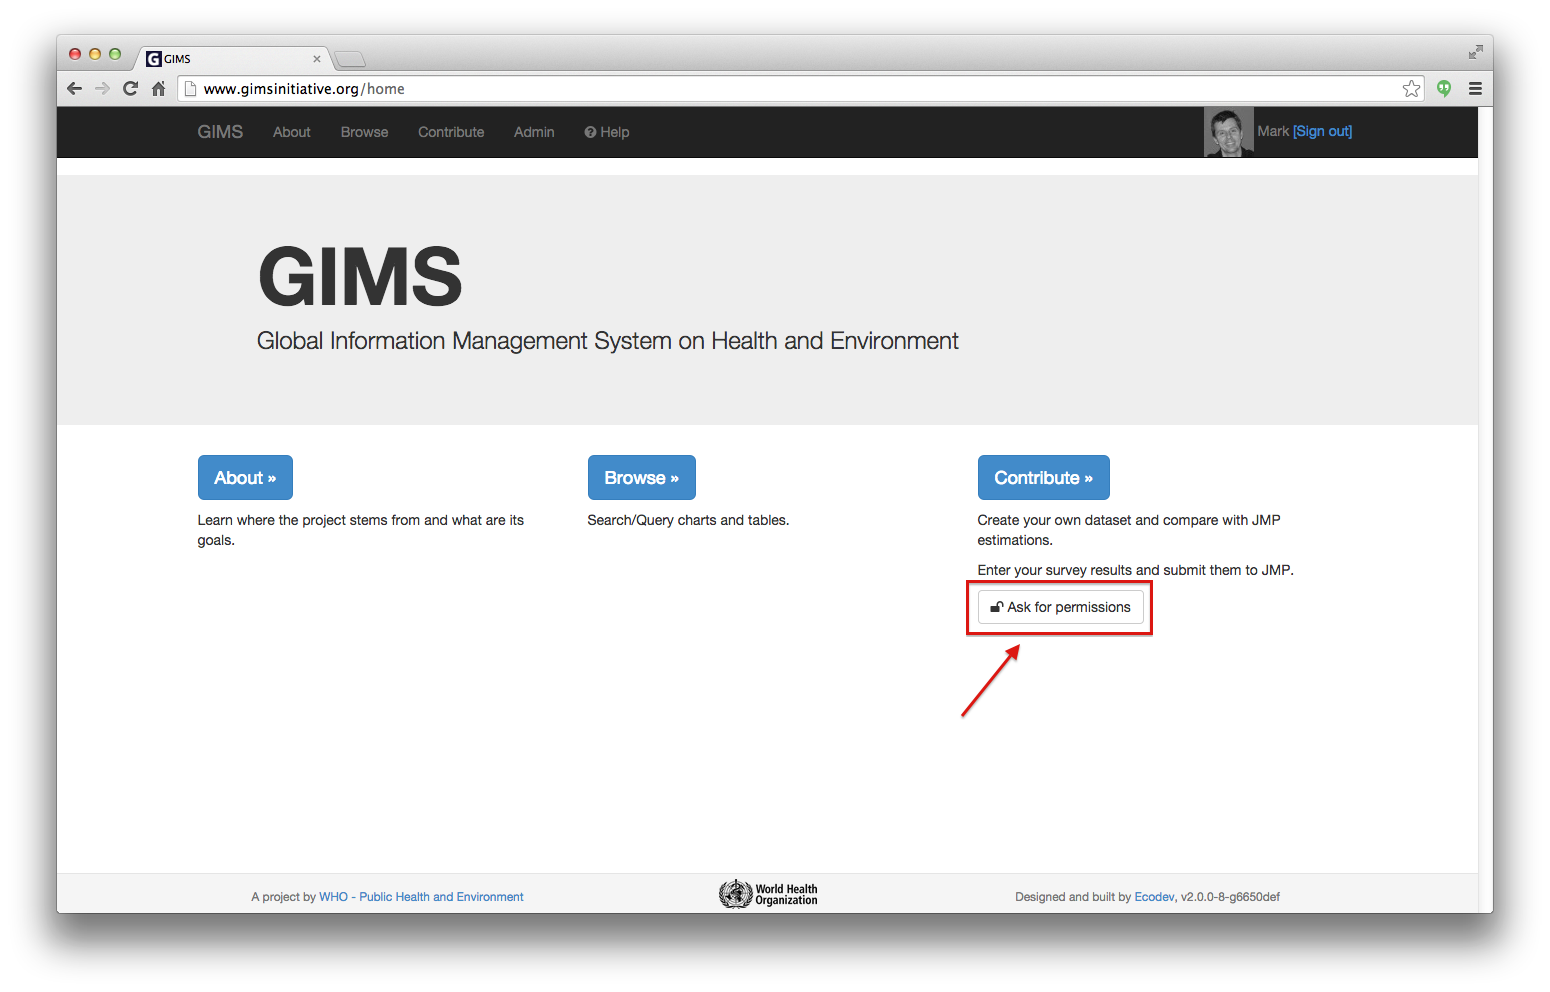 GIMS
www.gimsinitiative.org/home
GIMS About Browse Contribute Admin Help Mark [Sign out]
GIMS
Global Information Management System on Health and Environment
About »
Learn where the project stems from and what are its
goals.
Browse »
Search/Query charts and tables.
Contribute »
Create your own dataset and compare with JMP
estimations.
Enter your survey results and submit them to JMP.
Ask for permissions
A project by WHO - Public Health and Environment
World Health
Organization
Designed and built by Ecodev, v2.0.0-8-g6650def